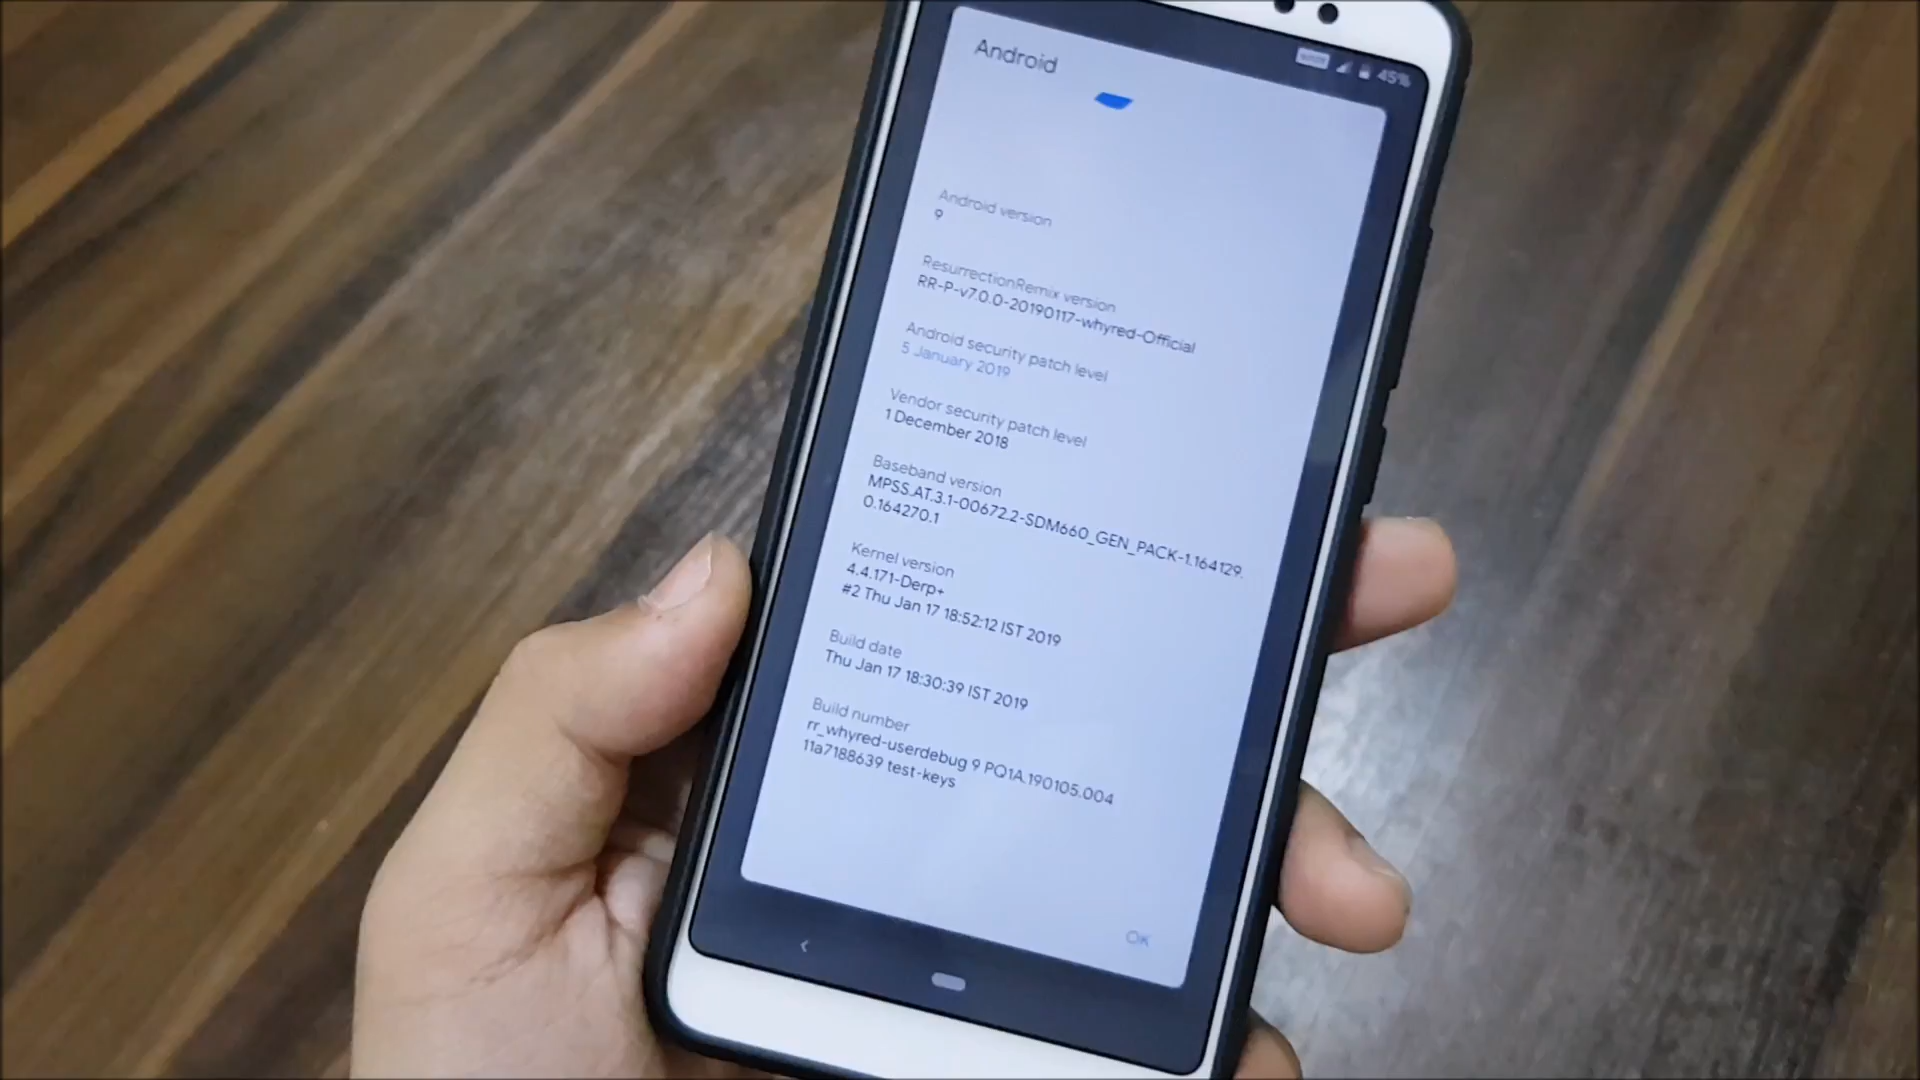 45%
Android
Android version
9
ResurrectionRemix version
RR-P-v7.0.0-20190117-whyred-Official
Android security patch level
5 January 2019
Vendor security patch level
1 December 2018
Baseband version
MPSS.AT.3.1-00672.2-SDM660_GEN_PACK-1.164129.
0.164270.1
Kernel version
4.4.171-Derp+
#2 Thu Jan 17 18:52:12 IST 2019
Build date
Thu Jan 17 18:30:39 IST 2019
Build number
rr_whyred-userdebug 9 PQ1A.190105.004
11a7188639 test-keys
OK